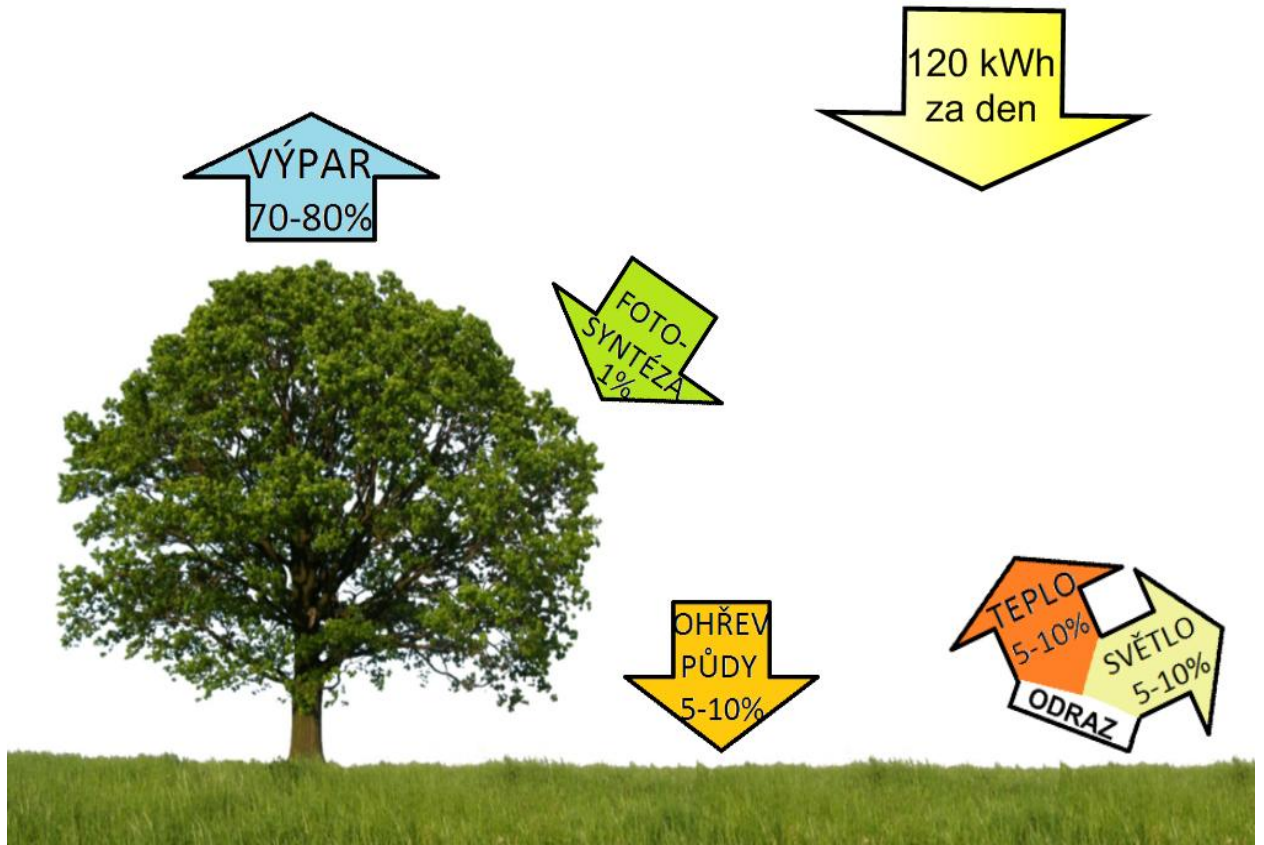 120 kWh
za den
VÝPAR
70-80%
FOTO-
SYNTÉZA
1%
OHŘEV
PŮDY
5-10%
TEPLO
5-10%
SVĚTLO
5-10%
ODRAZ